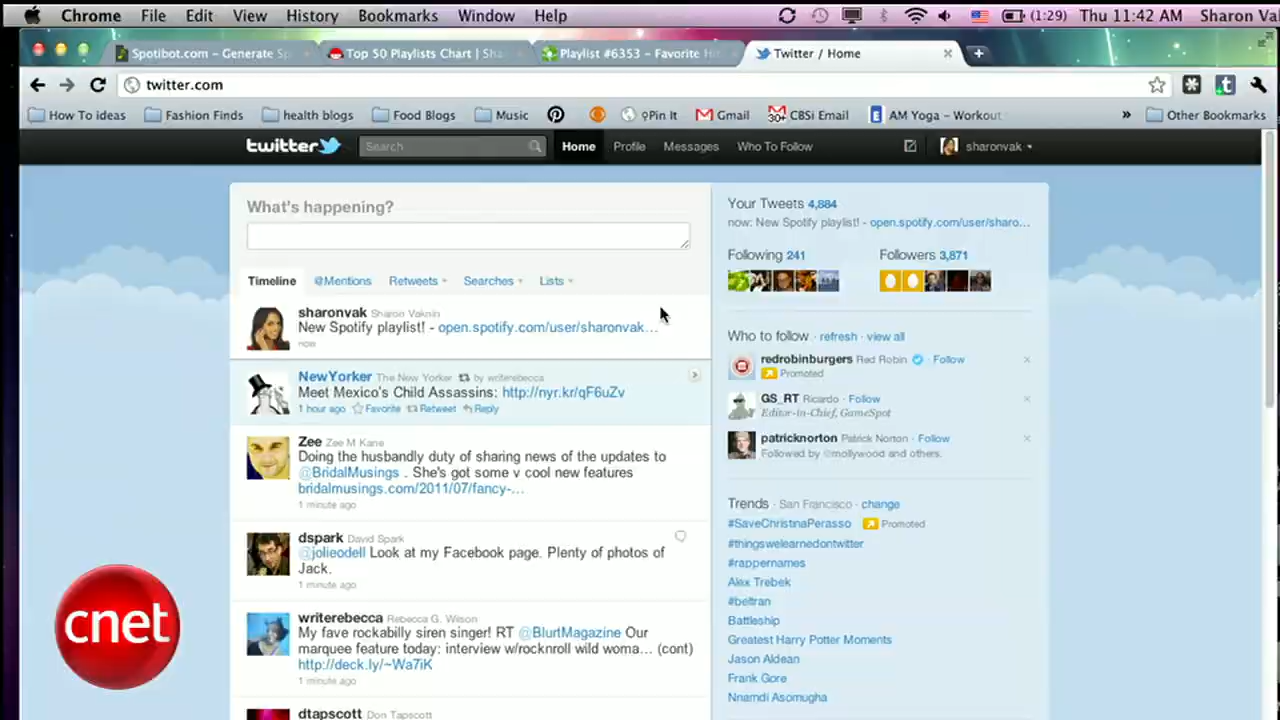 Chrome File Edit View History Bookmarks Window Help (1:29) Thu 11:42 AM Sharon Va
Spotibot.com – Generate Sp Top 50 Playlists Chart | Sha Playlist #6353 – Favorite Hi Twitter / Home
twitter.com
How To ideas Fashion Finds health blogs Food Blogs Music Pin It Gmail 30+ CBSi Email AM Yoga – Workout » Other Bookmarks
twitter Search Home Profile Messages Who To Follow sharonvak
What's happening?
Timeline @Mentions Retweets Searches Lists
sharonvak Sharon Vaknin
New Spotify playlist! - open.spotify.com/user/sharonvak...
now
NewYorker The New Yorker by writerebecca
Meet Mexico's Child Assassins: http://nyr.kr/qF6uZv
1 hour ago Favorite Retweet Reply
Zee Zee M Kane
Doing the husbandly duty of sharing news of the updates to
@BridalMusings . She's got some v cool new features
bridalmusings.com/2011/07/fancy-...
1 minute ago
dspark David Spark
@jolieodell Look at my Facebook page. Plenty of photos of
Jack.
1 minute ago
writerebecca Rebecca G. Wilson
My fave rockabilly siren singer! RT @BlurtMagazine Our
marquee feature today: interview w/rocknroll wild woma... (cont)
http://deck.ly/~Wa7iK
1 minute ago
dtapscott Don Tapscott
Your Tweets 4,884
now: New Spotify playlist! - open.spotify.com/user/sharo...
Following 241 Followers 3,871
Who to follow · refresh · view all
redrobinburgers Red Robin · Follow
Promoted
GS_RT Ricardo · Follow
Editor-in-Chief, GameSpot
patricknorton Patrick Norton · Follow
Followed by @mollywood and others.
Trends · San Francisco · change
#SaveChristinaPerasso Promoted
#thingswelearnedontwitter
#rappernames
Alex Trebek
#beltran
Battleship
Greatest Harry Potter Moments
Jason Aldean
Frank Gore
Nnamdi Asomugha
cnet